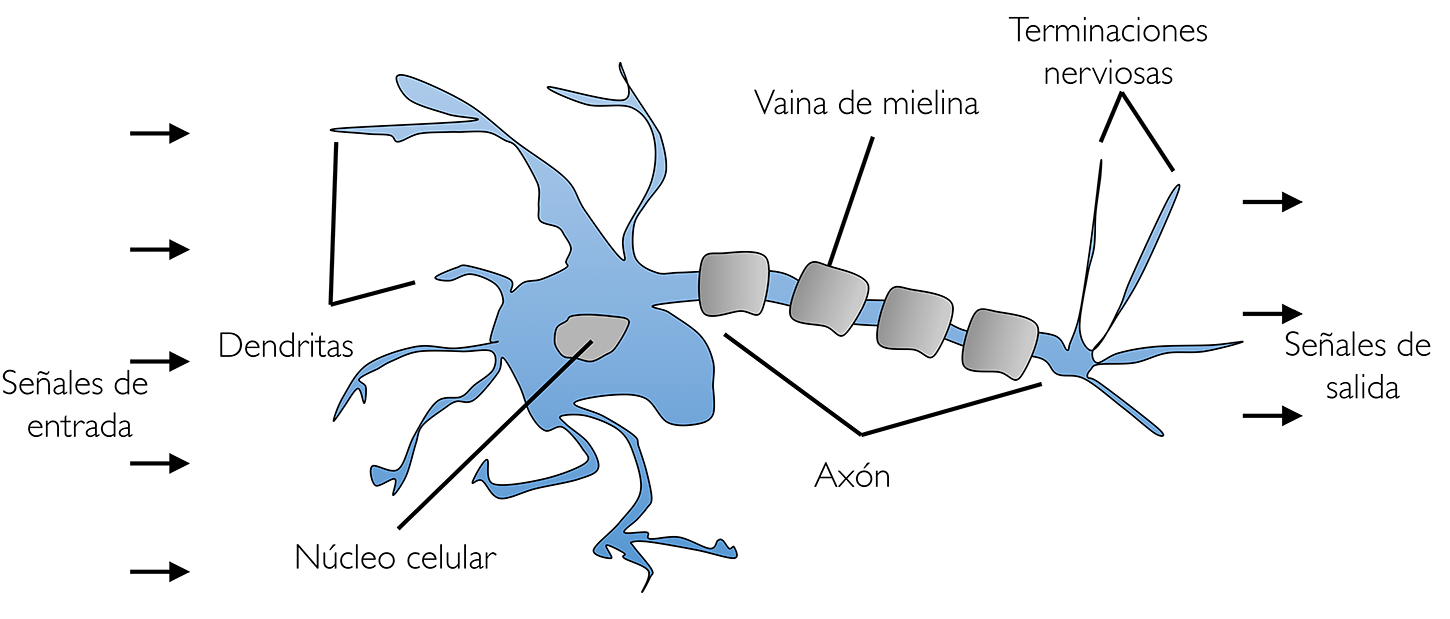 Terminaciones
nerviosas
Vaina de mielina
Dendritas
Señales de
entrada
Señales de
salida
Axón
Núcleo celular